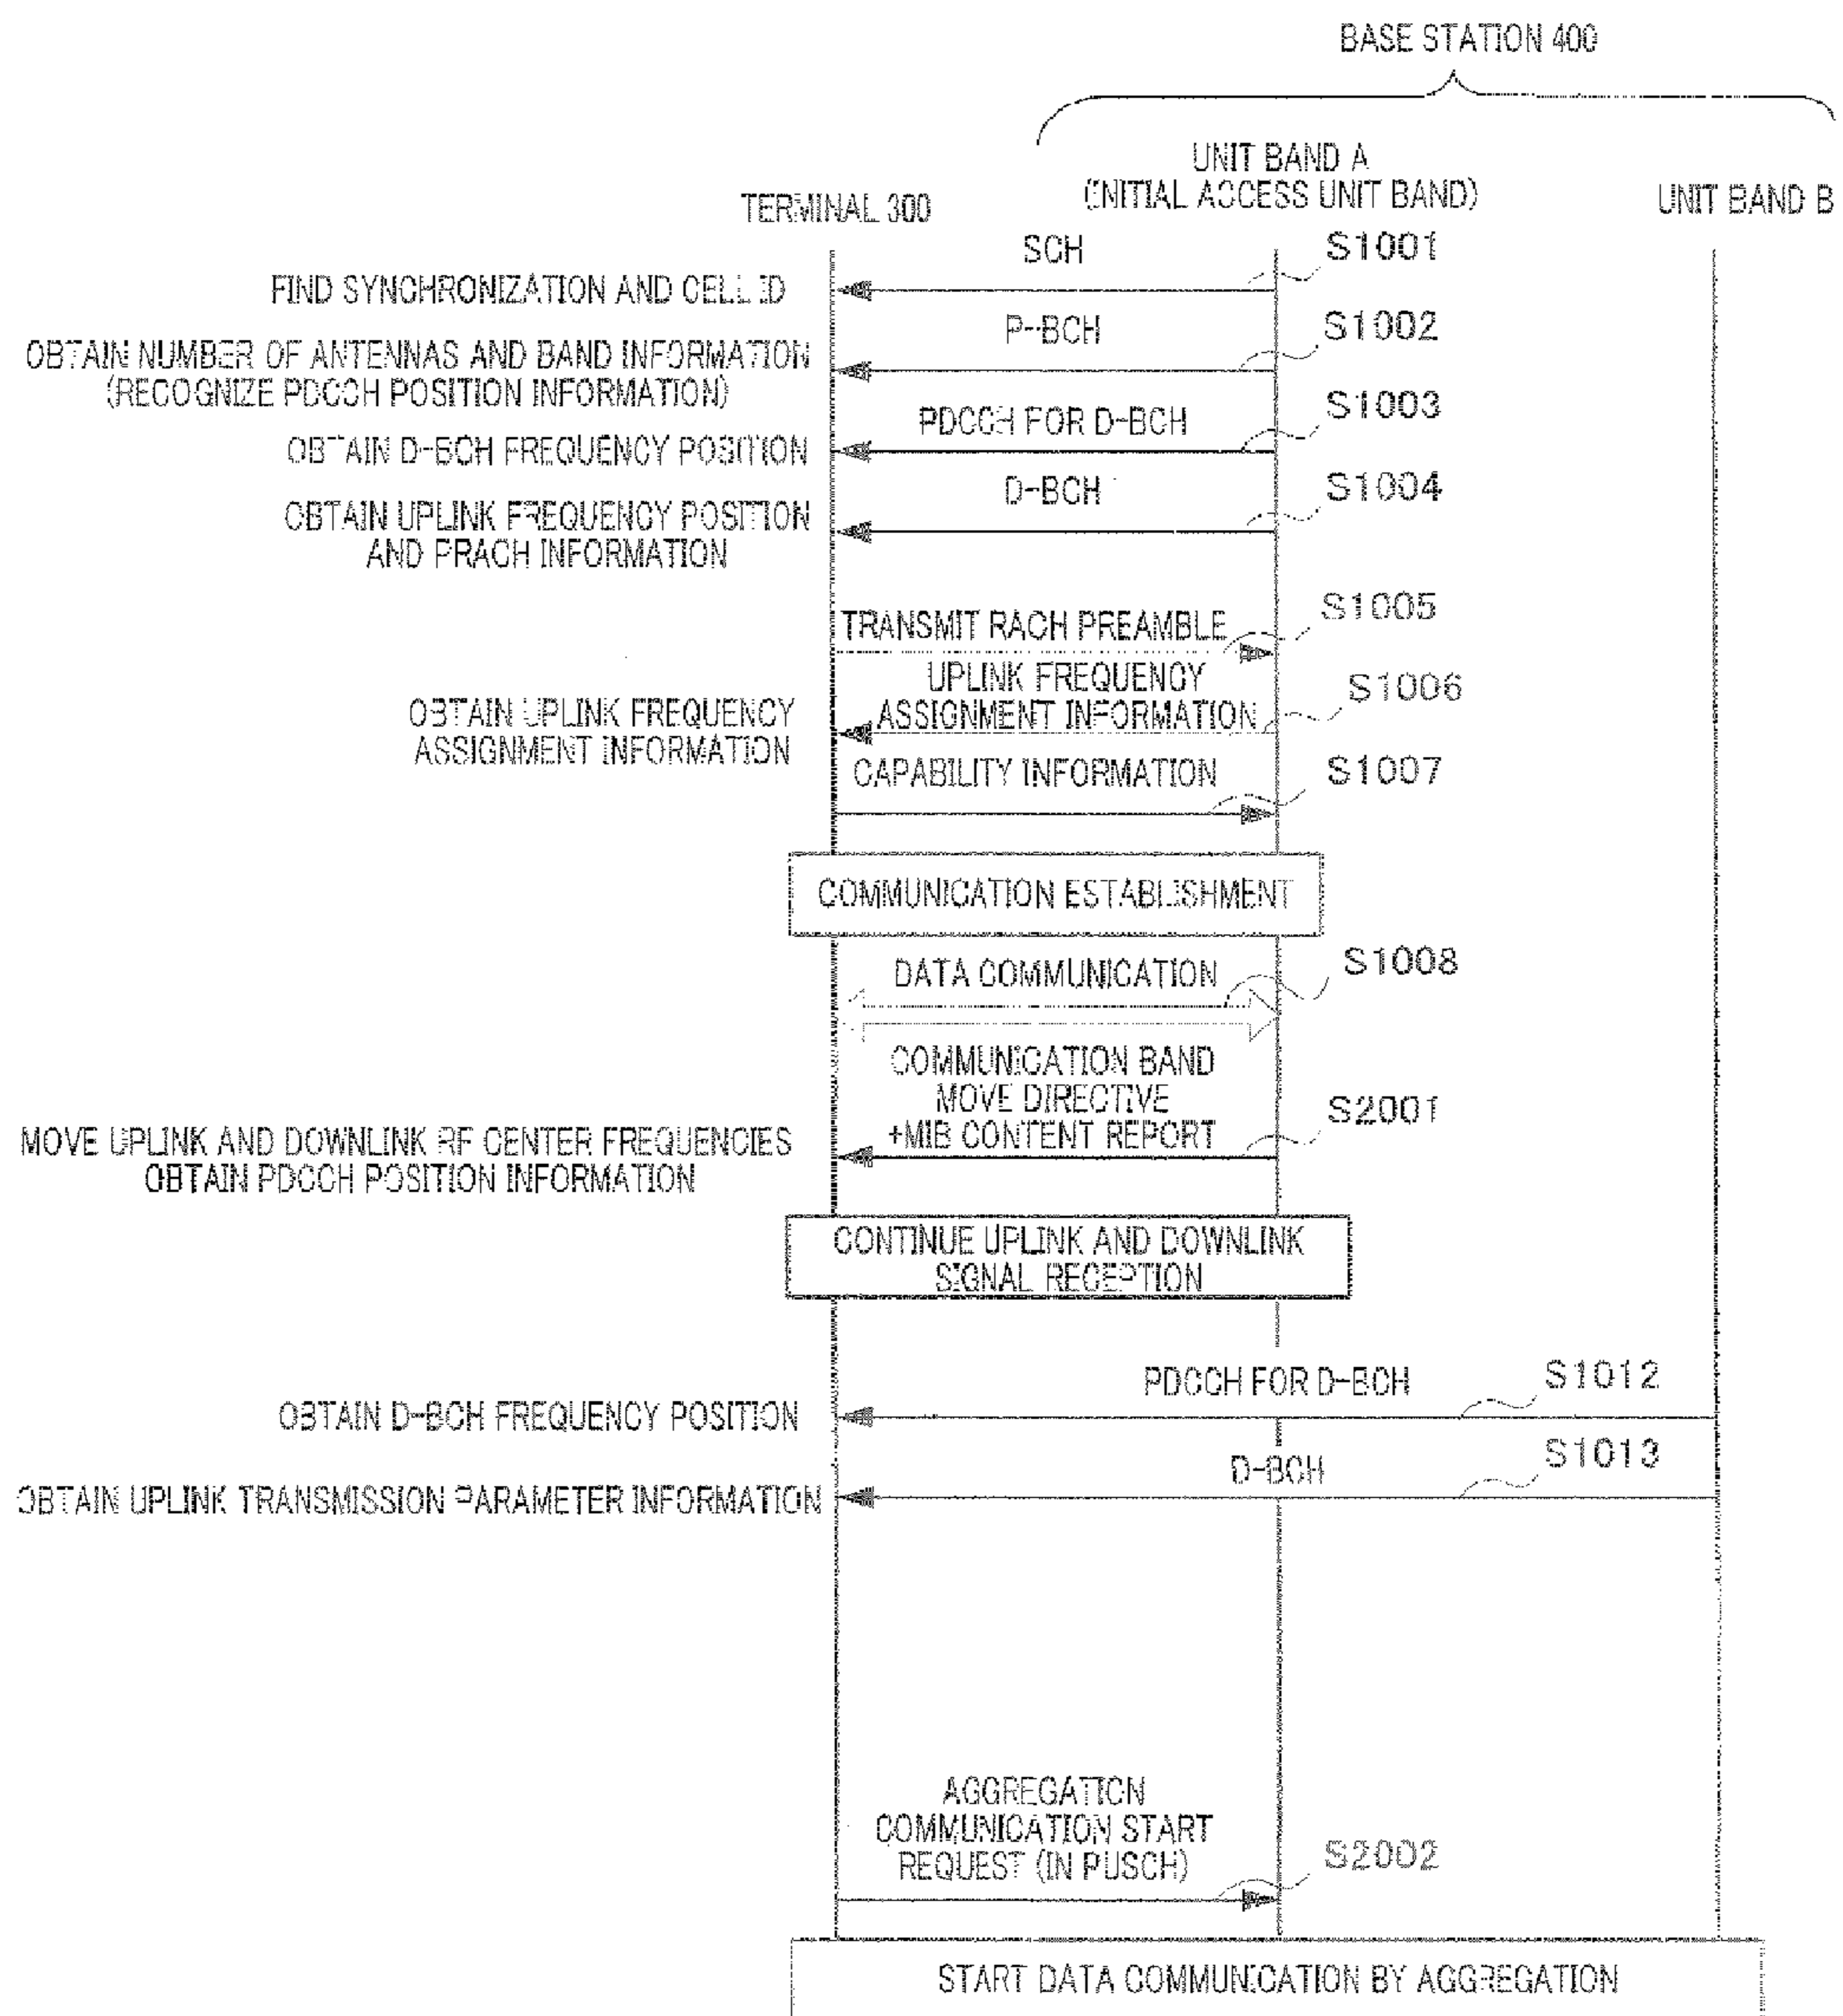 BASE STATION 400
UNIT BAND A
(INITIAL ACCESS UNIT BAND)
TERMINAL 300
UNIT BAND B
SCH
S1001
FIND SYNCHRONIZATION AND CELL ID
P-BCH
S1002
OBTAIN NUMBER OF ANTENNAS AND BAND INFORMATION
(RECOGNIZE PDCCH POSITION INFORMATION)
PDCCH FOR D-BCH
S1003
OBTAIN D-BCH FREQUENCY POSITION
D-BCH
S1004
OBTAIN UPLINK FREQUENCY POSITION
AND PRACH INFORMATION
TRANSMIT RACH PREAMBLE
S1005
UPLINK FREQUENCY
ASSIGNMENT INFORMATION
S1006
OBTAIN UPLINK FREQUENCY
ASSIGNMENT INFORMATION
CAPABILITY INFORMATION
S1007
COMMUNICATION ESTABLISHMENT
DATA COMMUNICATION
S1008
COMMUNICATION BAND
MOVE DIRECTIVE
+MIB CONTENT REPORT
S2001
MOVE UPLINK AND DOWNLINK RF CENTER FREQUENCIES
OBTAIN PDCCH POSITION INFORMATION
CONTINUE UPLINK AND DOWNLINK
SIGNAL RECEPTION
PDCCH FOR D-BCH
S1012
OBTAIN D-BCH FREQUENCY POSITION
D-BCH
S1013
OBTAIN UPLINK TRANSMISSION PARAMETER INFORMATION
AGGREGATION
COMMUNICATION START
REQUEST (IN PUSCH)
S2002
START DATA COMMUNICATION BY AGGREGATION